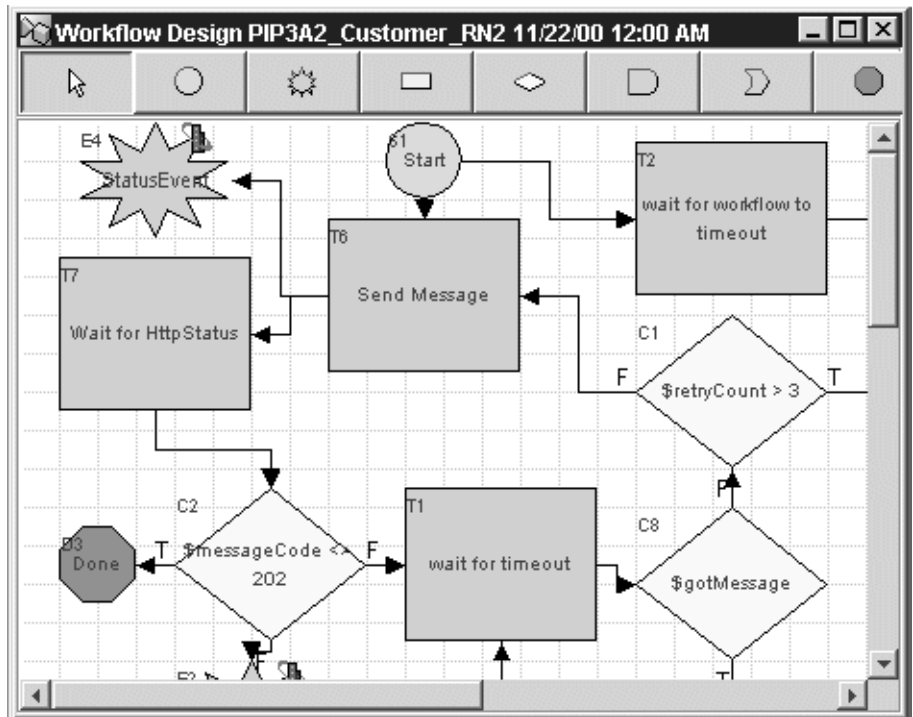 Workflow Design PIP3A2_Customer_RN2 11/22/00 12:00 AM
E4
StatusEvent
S1
Start
T2
wait for workflow to
timeout
T6
Send Message
T7
Wait for HttpStatus
C1
$retryCount > 3
F
T
C2
$messageCode <=
202
T
F
F
D3
Done
T1
wait for timeout
C8
$gotMessage
F
T